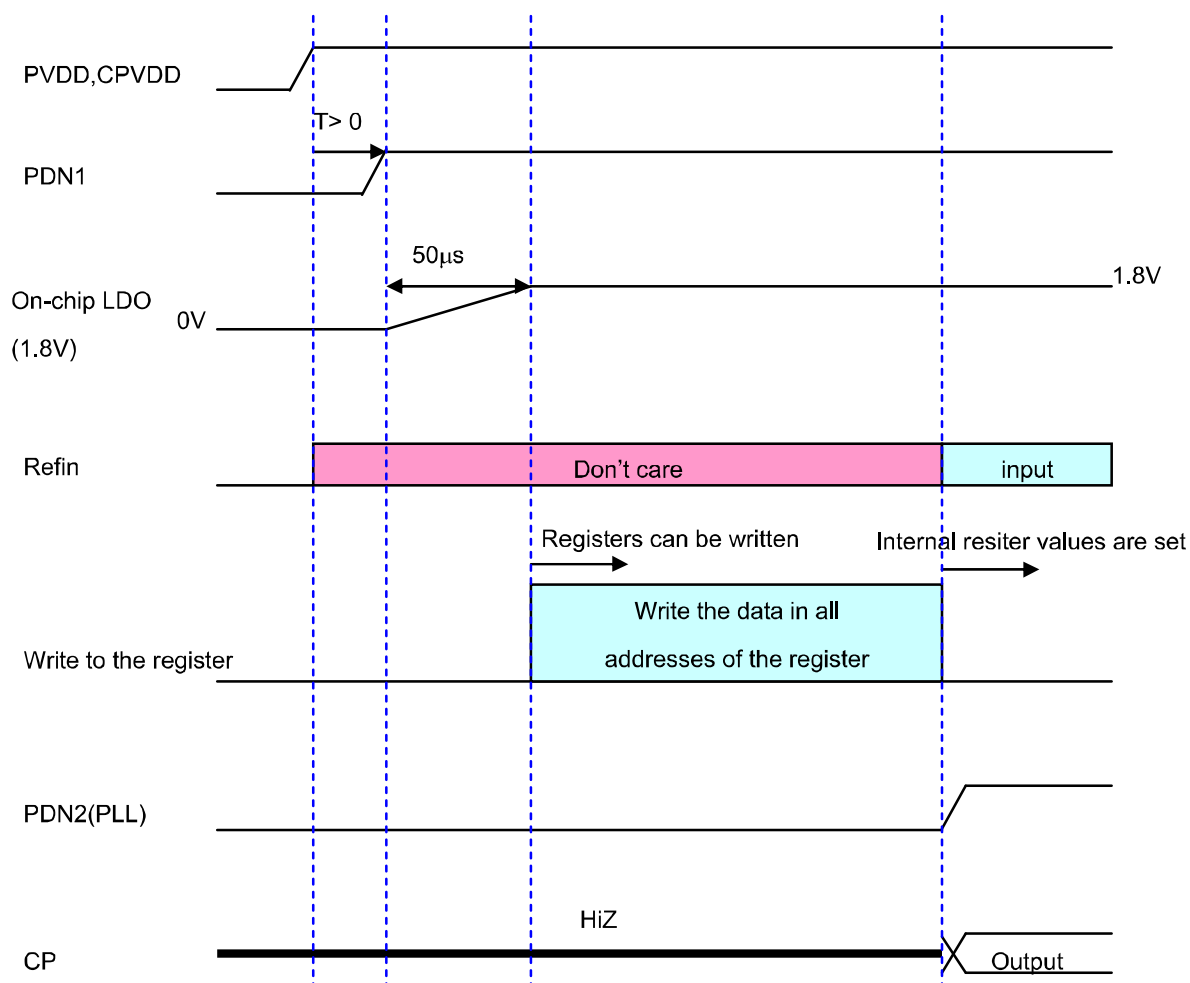 PVDD,CPVDD
T> 0
PDN1
50μs
1.8V
On-chip LDO
0V
(1.8V)
Refin
Don't care
input
Registers can be written
Internal resiter values are set
Write the data in all
addresses of the register
Write to the register
PDN2(PLL)
HiZ
CP
Output